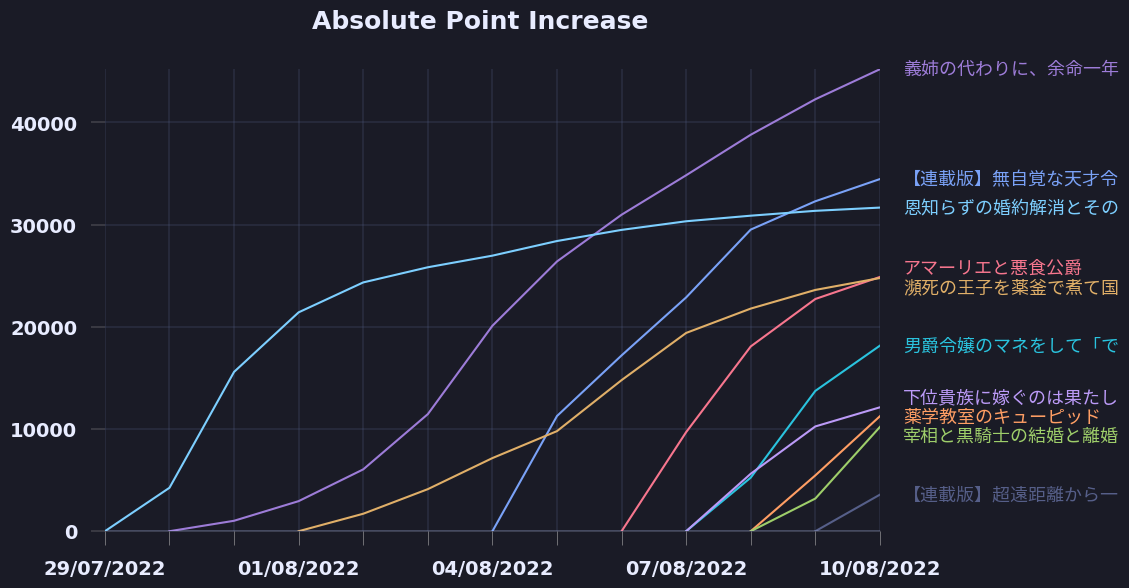 Absolute Point Increase
義姉の代わりに、余命一年
40000
【連載版】無自覚な天才令
恩知らずの婚約解消とその
30000
アマーリエと悪食公爵
瀕死の王子を薬釜で煮て国
20000
男爵令嬢のマネをして「で
下位貴族に嫁ぐのは果たし
薬学教室のキューピッド
10000
宰相と黒騎士の結婚と離婚
【連載版】超遠距離から一
0
29/07/2022 01/08/2022 04/08/2022 07/08/2022 10/08/2022